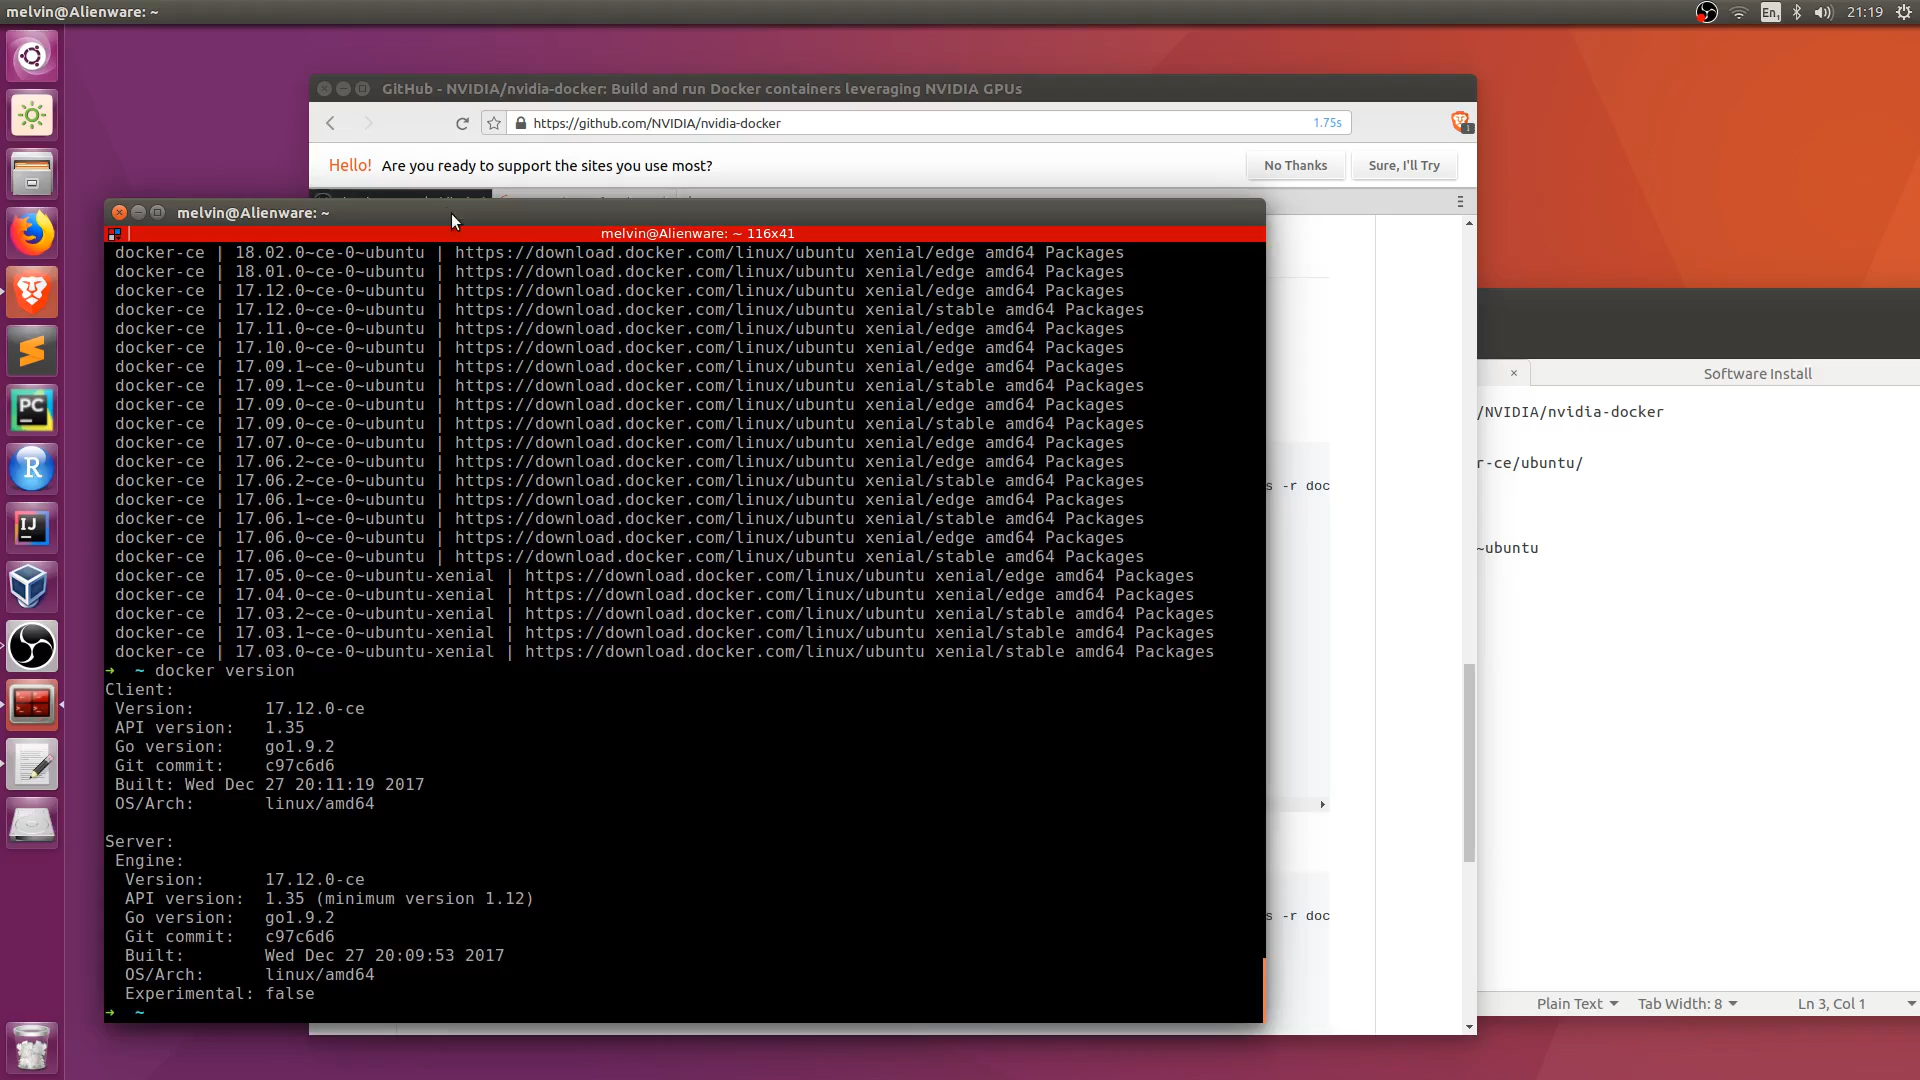 melvin@Alienware: ~
En1
21:19
GitHub - NVIDIA/nvidia-docker: Build and run Docker containers leveraging NVIDIA GPUs
https://github.com/NVIDIA/nvidia-docker
1.75s
1
Hello! Are you ready to support the sites you use most?
No Thanks
Sure, I'll Try
melvin@Alienware: ~
melvin@Alienware: ~ 116x41
docker-ce | 18.02.0~ce-0~ubuntu | https://download.docker.com/linux/ubuntu xenial/edge amd64 Packages
docker-ce | 18.01.0~ce-0~ubuntu | https://download.docker.com/linux/ubuntu xenial/edge amd64 Packages
docker-ce | 17.12.0~ce-0~ubuntu | https://download.docker.com/linux/ubuntu xenial/edge amd64 Packages
docker-ce | 17.12.0~ce-0~ubuntu | https://download.docker.com/linux/ubuntu xenial/stable amd64 Packages
docker-ce | 17.11.0~ce-0~ubuntu | https://download.docker.com/linux/ubuntu xenial/edge amd64 Packages
docker-ce | 17.10.0~ce-0~ubuntu | https://download.docker.com/linux/ubuntu xenial/edge amd64 Packages
docker-ce | 17.09.1~ce-0~ubuntu | https://download.docker.com/linux/ubuntu xenial/edge amd64 Packages
docker-ce | 17.09.1~ce-0~ubuntu | https://download.docker.com/linux/ubuntu xenial/stable amd64 Packages
docker-ce | 17.09.0~ce-0~ubuntu | https://download.docker.com/linux/ubuntu xenial/edge amd64 Packages
docker-ce | 17.09.0~ce-0~ubuntu | https://download.docker.com/linux/ubuntu xenial/stable amd64 Packages
docker-ce | 17.07.0~ce-0~ubuntu | https://download.docker.com/linux/ubuntu xenial/edge amd64 Packages
docker-ce | 17.06.2~ce-0~ubuntu | https://download.docker.com/linux/ubuntu xenial/edge amd64 Packages
docker-ce | 17.06.2~ce-0~ubuntu | https://download.docker.com/linux/ubuntu xenial/stable amd64 Packages
docker-ce | 17.06.1~ce-0~ubuntu | https://download.docker.com/linux/ubuntu xenial/edge amd64 Packages
docker-ce | 17.06.1~ce-0~ubuntu | https://download.docker.com/linux/ubuntu xenial/stable amd64 Packages
docker-ce | 17.06.0~ce-0~ubuntu | https://download.docker.com/linux/ubuntu xenial/edge amd64 Packages
docker-ce | 17.06.0~ce-0~ubuntu | https://download.docker.com/linux/ubuntu xenial/stable amd64 Packages
docker-ce | 17.05.0~ce-0~ubuntu-xenial | https://download.docker.com/linux/ubuntu xenial/edge amd64 Packages
docker-ce | 17.04.0~ce-0~ubuntu-xenial | https://download.docker.com/linux/ubuntu xenial/edge amd64 Packages
docker-ce | 17.03.2~ce-0~ubuntu-xenial | https://download.docker.com/linux/ubuntu xenial/stable amd64 Packages
docker-ce | 17.03.1~ce-0~ubuntu-xenial | https://download.docker.com/linux/ubuntu xenial/stable amd64 Packages
docker-ce | 17.03.0~ce-0~ubuntu-xenial | https://download.docker.com/linux/ubuntu xenial/stable amd64 Packages
➜ ~ docker version
Client:
Version: 17.12.0-ce
API version: 1.35
Go version: go1.9.2
Git commit: c97c6d6
Built: Wed Dec 27 20:11:19 2017
OS/Arch: linux/amd64
Server:
Engine:
Version: 17.12.0-ce
API version: 1.35 (minimum version 1.12)
Go version: go1.9.2
Git commit: c97c6d6
Built: Wed Dec 27 20:09:53 2017
OS/Arch: linux/amd64
Experimental: false
➜ ~
s -r doc
s -r doc
Software Install
/NVIDIA/nvidia-docker
r-ce/ubuntu/
~ubuntu
Plain Text
Tab Width: 8
Ln 3, Col 1
PC
R
IJ